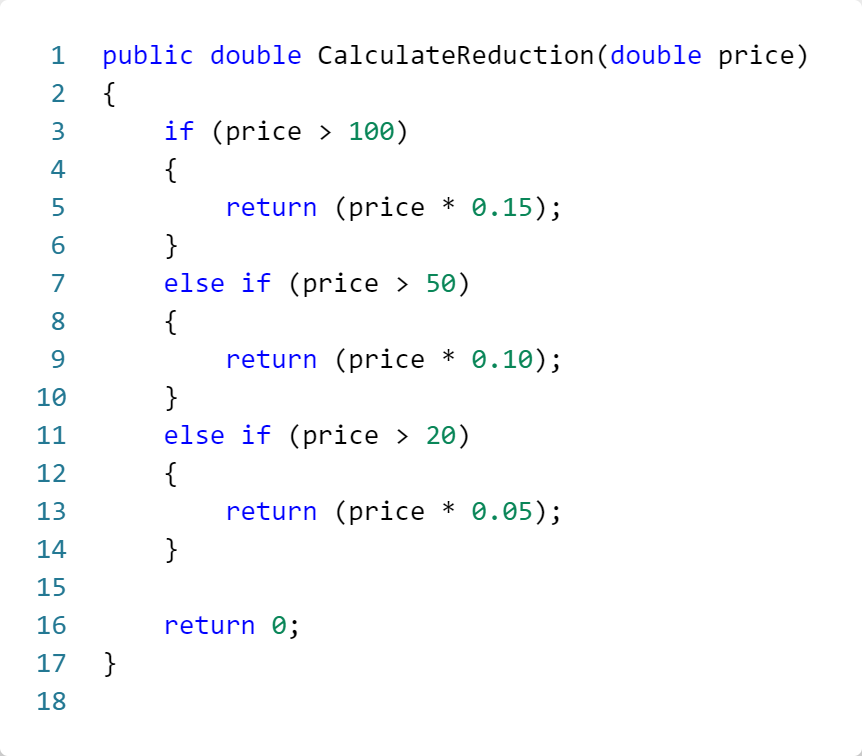 1 public double CalculateReduction(double price)
2 {
3     if (price > 100)
4     {
5         return (price * 0.15);
6     }
7     else if (price > 50)
8     {
9         return (price * 0.10);
10     }
11     else if (price > 20)
12     {
13         return (price * 0.05);
14     }
15
16     return 0;
17 }
18